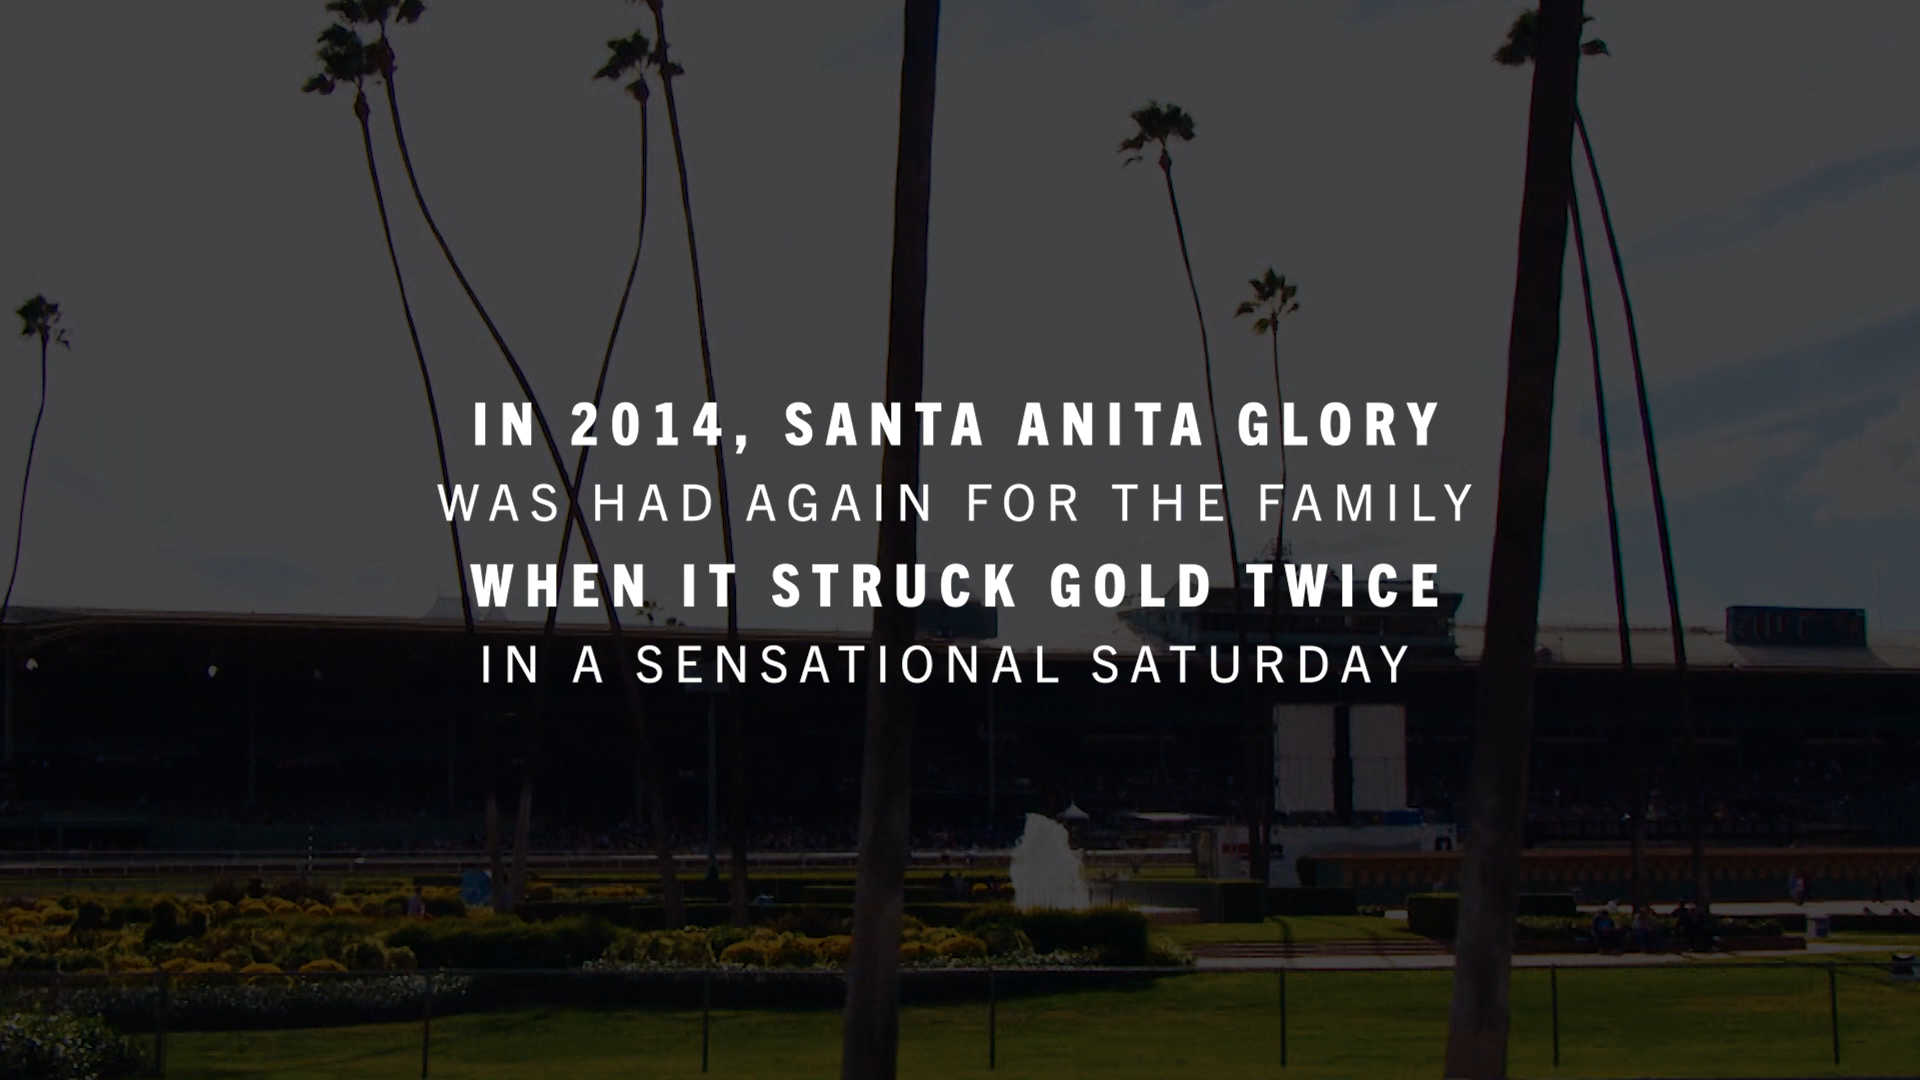 IN 2014, SANTA ANITA GLORY
WAS HAD AGAIN FOR THE FAMILY
WHEN IT STRUCK GOLD TWICE
IN A SENSATIONAL SATURDAY